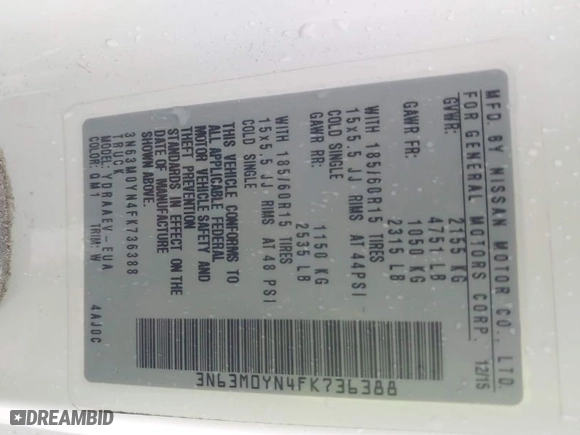 MFD. BY NISSAN MOTOR CO., LTD.
FOR GENERAL MOTORS CORP. 12/15
GVWR: 2155 KG
4751 LB
GAWR FR: 1050 KG
2315 LB
WITH 185/60R15 TIRES
15x5.5 JJ RIMS AT 44PSI
COLD SINGLE
GAWR RR: 1150 KG
2535 LB
WITH 185/60R15 TIRES
15x5.5 JJ RIMS AT 48 PSI
COLD SINGLE
THIS VEHICLE CONFORMS TO
ALL APPLICABLE FEDERAL
MOTOR VEHICLE SAFETY AND
THEFT PREVENTION
STANDARDS IN EFFECT ON THE
DATE OF MANUFACTURE
SHOWN ABOVE.
3N63M0YN4FK736388
TRUCK
MODEL: YDRAAEV-EUA
COLOR: QM1 TRIM: W
4AJ0C
3N63M0YN4FK736388
DREAMBID